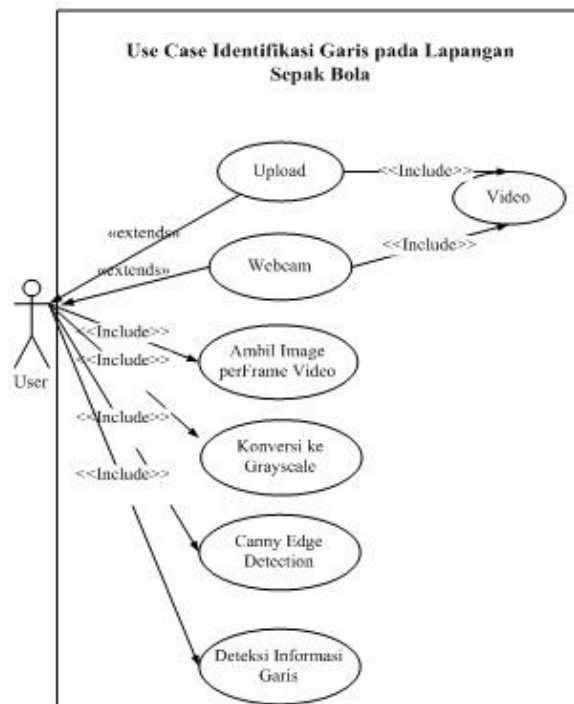 Use Case Identifikasi Garis pada Lapangan
Sepak Bola
Upload
<<Include>>
Video
«extends»
<<Include>>
Webcam
«extends»
User
<<Include>>
Ambil Image
perFrame Video
<<Include>>
Konversi ke
Grayscale
<<Include>>
Canny Edge
Detection
<<Include>>
Deteksi Informasi
Garis